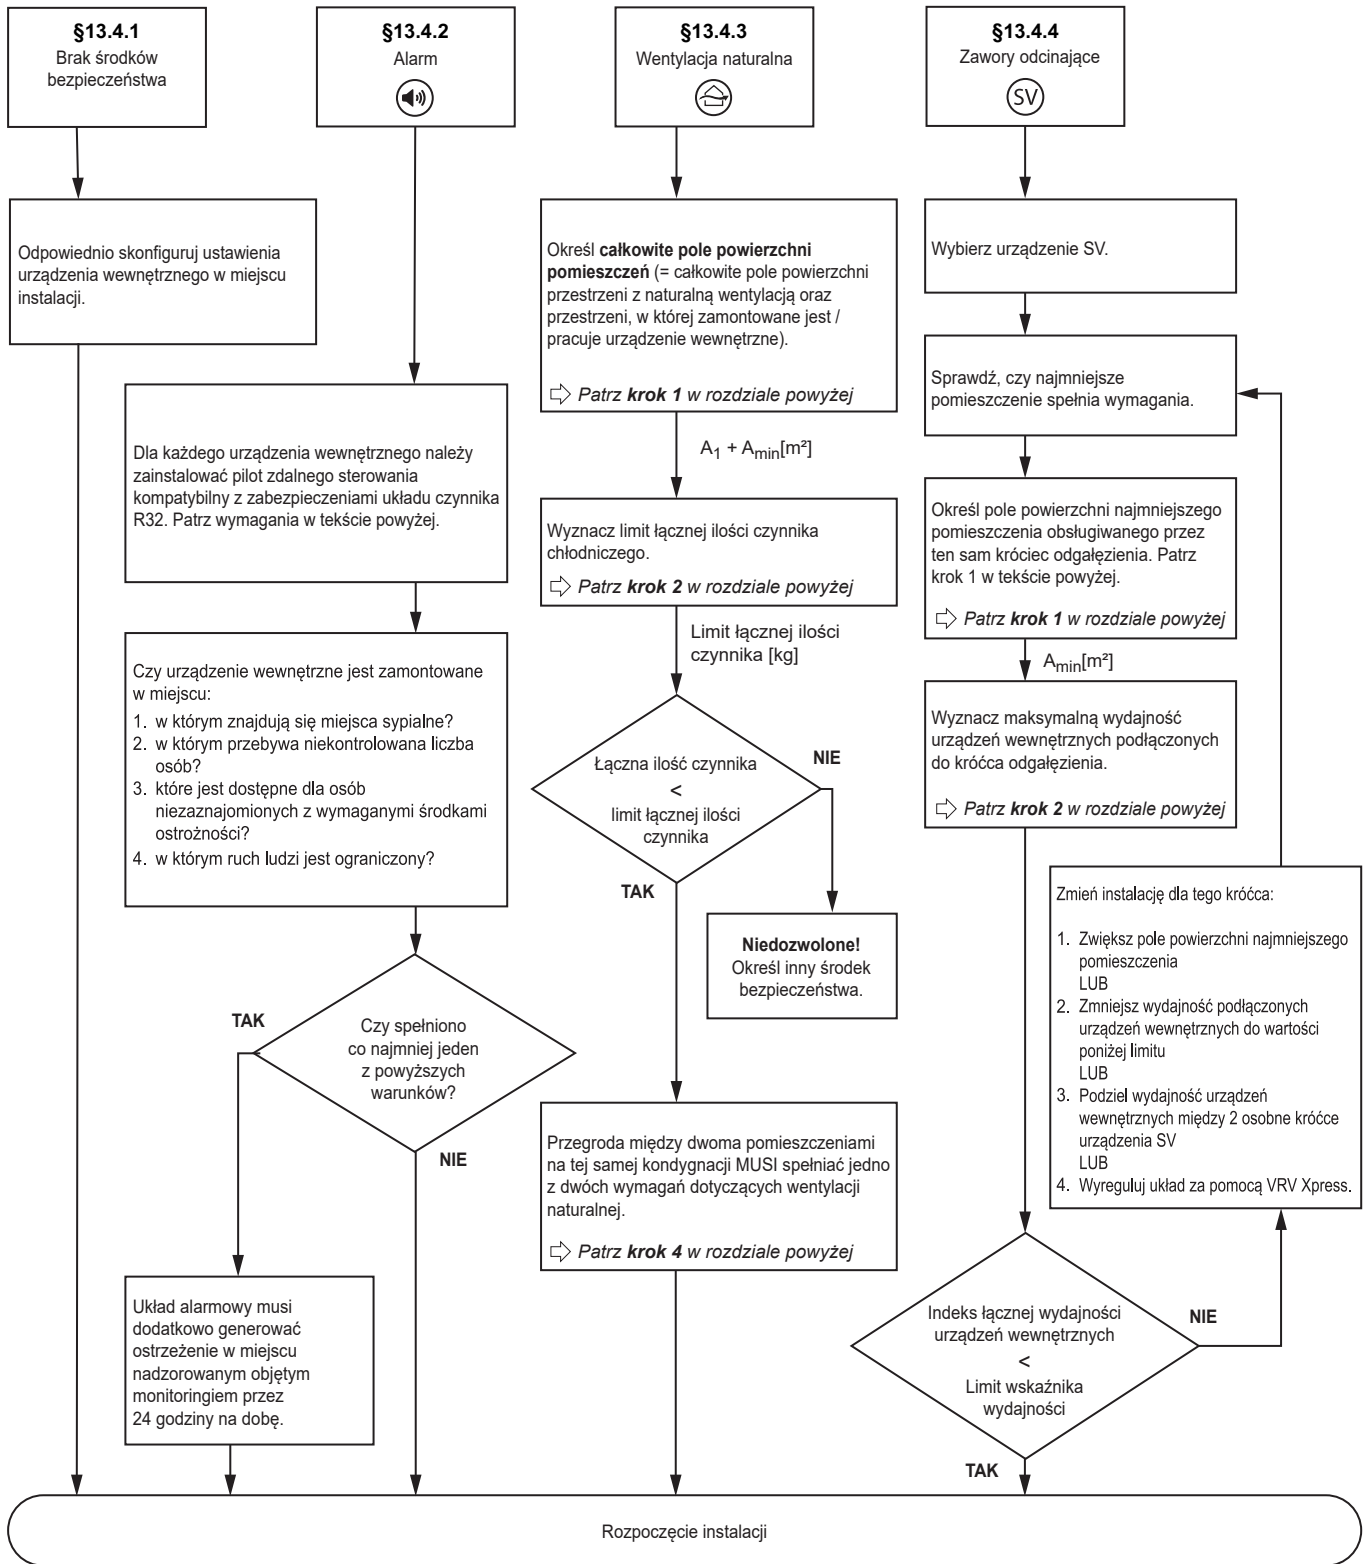 §13.4.1
Brak środków
bezpieczeństwa
§13.4.2
Alarm
§13.4.3
Wentylacja naturalna
§13.4.4
Zawory odcinające
SV
Odpowiednio skonfiguruj ustawienia
urządzenia wewnętrznego w miejscu
instalacji.
Dla każdego urządzenia wewnętrznego należy
zainstalować pilot zdalnego sterowania
kompatybilny z zabezpieczeniami układu czynnika
R32. Patrz wymagania w tekście powyżej.
Czy urządzenie wewnętrzne jest zamontowane
w miejscu:
1. w którym znajdują się miejsca sypialne?
2. w którym przebywa niekontrolowana liczba
osób?
3. które jest dostępne dla osób
niezaznajomionych z wymaganymi środkami
ostrożności?
4. w którym ruch ludzi jest ograniczony?
TAK
Czy spełniono
co najmniej jeden
z powyższych
warunków?
NIE
Układ alarmowy musi
dodatkowo generować
ostrzeżenie w miejscu
nadzorowanym objętym
monitoringiem przez
24 godziny na dobę.
Określ całkowite pole powierzchni
pomieszczeń (= całkowite pole powierzchni
przestrzeni z naturalną wentylacją oraz
przestrzeni, w której zamontowane jest /
pracuje urządzenie wewnętrzne).
⇨ Patrz krok 1 w rozdziale powyżej
A1 + Amin[m²]
Wyznacz limit łącznej ilości czynnika
chłodniczego.
⇨ Patrz krok 2 w rozdziale powyżej
Limit łącznej ilości
czynnika [kg]
Łączna ilość czynnika
<
limit łącznej ilości
czynnika
NIE
TAK
Niedozwolone!
Określ inny środek
bezpieczeństwa.
Przegroda między dwoma pomieszczeniami
na tej samej kondygnacji MUSI spełniać jedno
z dwóch wymagań dotyczących wentylacji
naturalnej.
⇨ Patrz krok 4 w rozdziale powyżej
Wybierz urządzenie SV.
Sprawdź, czy najmniejsze
pomieszczenie spełnia wymagania.
Określ pole powierzchni najmniejszego
pomieszczenia obsługiwanego przez
ten sam króciec odgałęzienia. Patrz
krok 1 w tekście powyżej.
⇨ Patrz krok 1 w rozdziale powyżej
Amin[m²]
Wyznacz maksymalną wydajność
urządzeń wewnętrznych podłączonych
do króćca odgałęzienia.
⇨ Patrz krok 2 w rozdziale powyżej
Zmień instalację dla tego króćca:
1. Zwiększ pole powierzchni najmniejszego
pomieszczenia
LUB
2. Zmniejsz wydajność podłączonych
urządzeń wewnętrznych do wartości
poniżej limitu
LUB
3. Podziel wydajność urządzeń
wewnętrznych między 2 osobne króćce
urządzenia SV
LUB
4. Wyreguluj układ za pomocą VRV Xpress.
Indeks łącznej wydajności
urządzeń wewnętrznych
<
Limit wskaźnika
wydajności
NIE
TAK
Rozpoczęcie instalacji